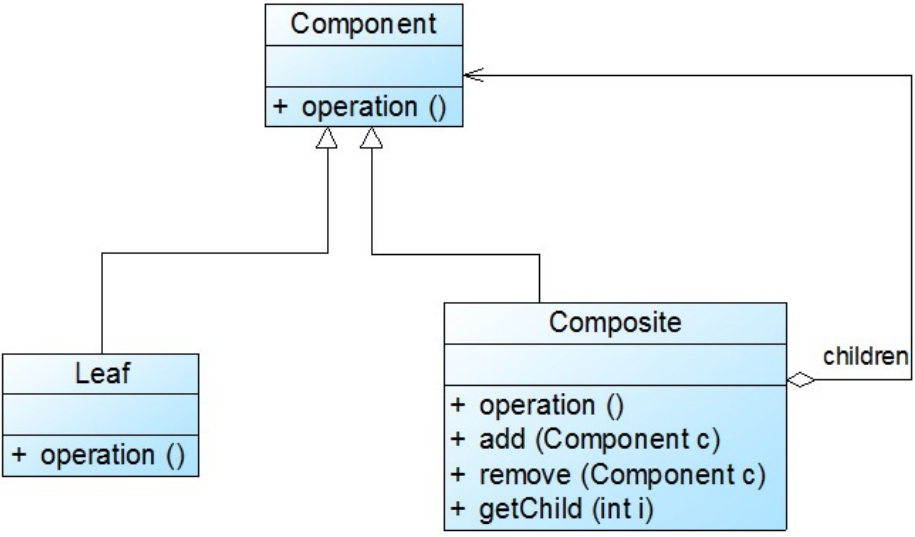 Component
+ operation ()
Leaf
+ operation ()
Composite
+ operation ()
+ add (Component c)
+ remove (Component c)
+ getChild (int i)
children